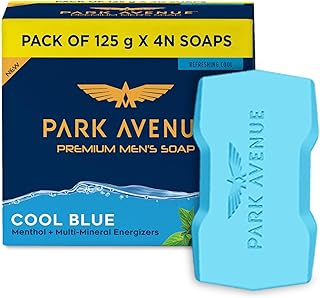 PACK OF 125 g X 4N SOAPS
NEW
REFRESHING COOL
PARK AVENUE
PREMIUM MEN'S SOAP
COOL BLUE
Menthol + Multi-Mineral Energizers
PARK AVENUE